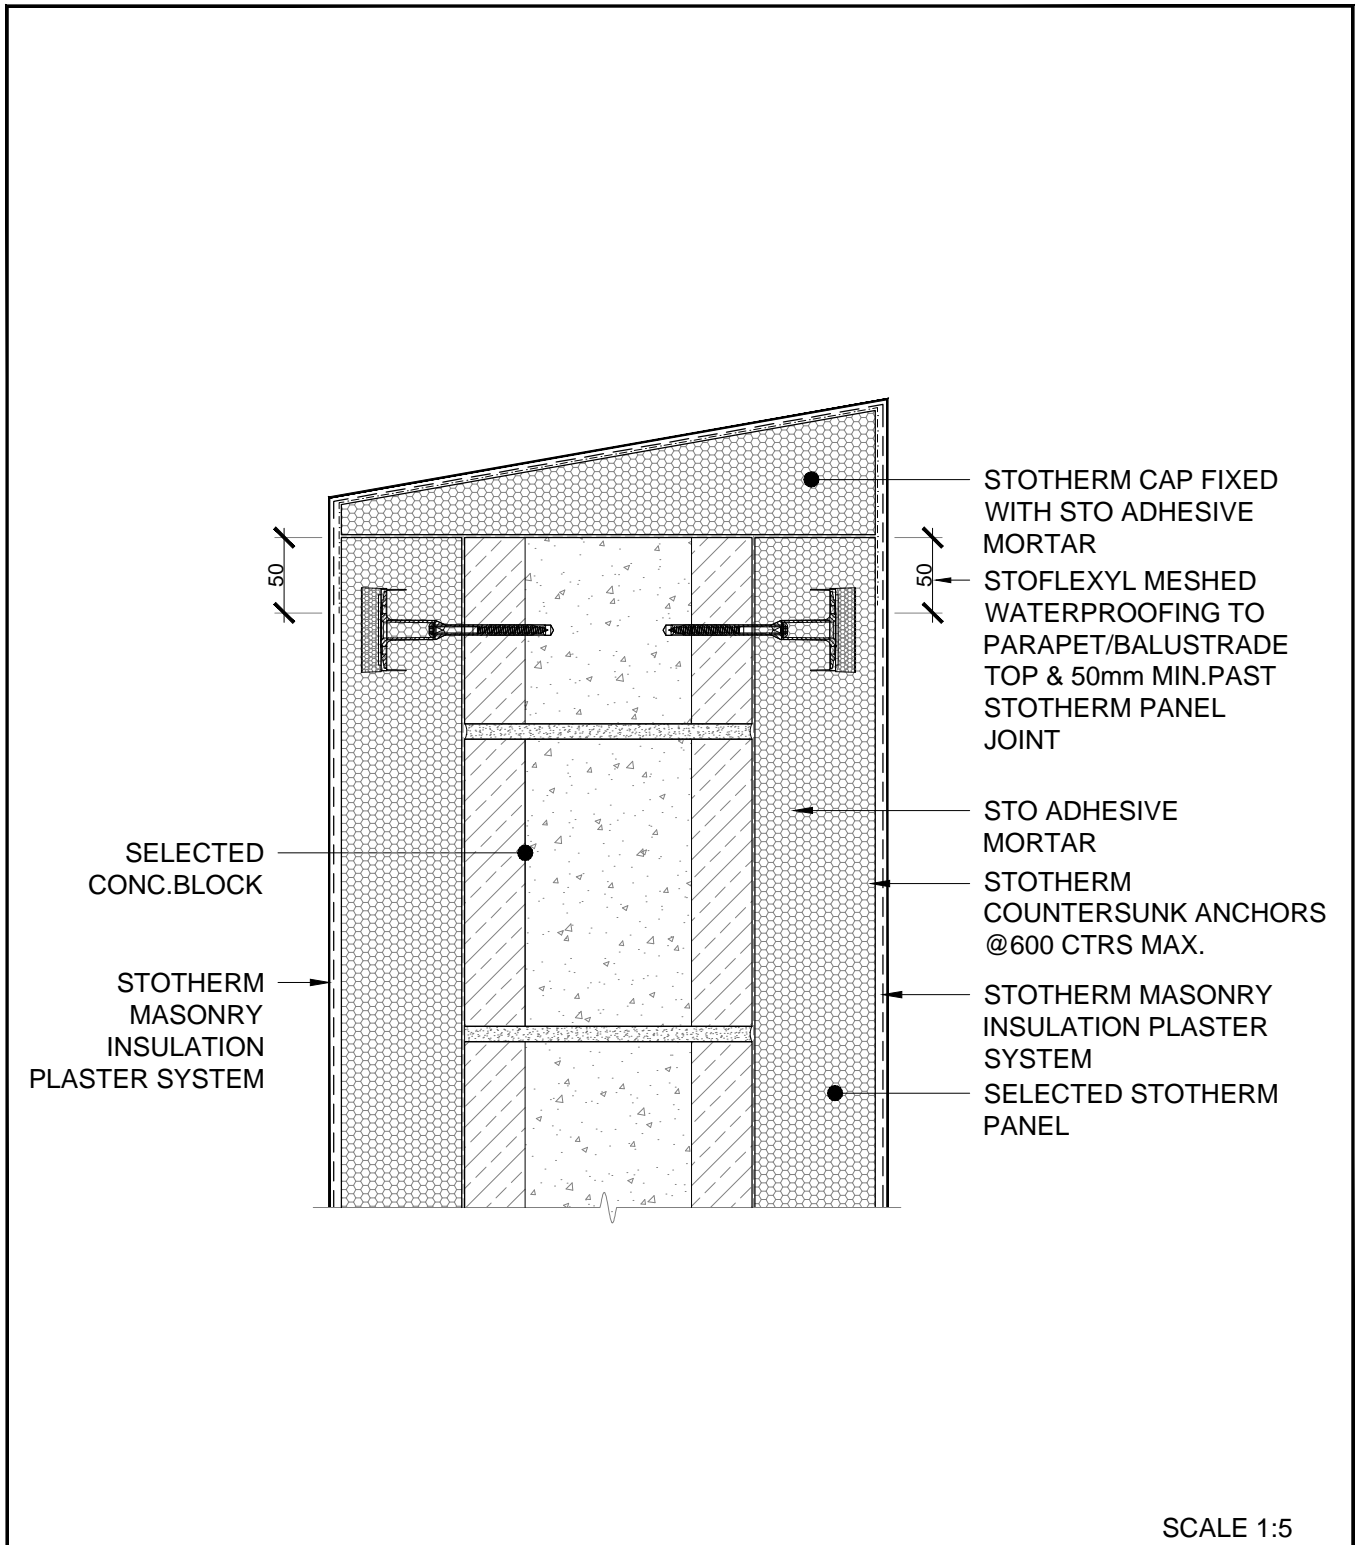 STOTHERM CAP FIXED
WITH STO ADHESIVE
MORTAR
50
50
STOFLEXYL MESHED
WATERPROOFING TO
PARAPET/BALUSTRADE
TOP & 50mm MIN.PAST
STOTHERM PANEL
JOINT
STO ADHESIVE
MORTAR
SELECTED
CONC.BLOCK
STOTHERM
COUNTERSUNK ANCHORS
@600 CTRS MAX.
STOTHERM
MASONRY
INSULATION
PLASTER SYSTEM
STOTHERM MASONRY
INSULATION PLASTER
SYSTEM
SELECTED STOTHERM
PANEL
SCALE 1:5